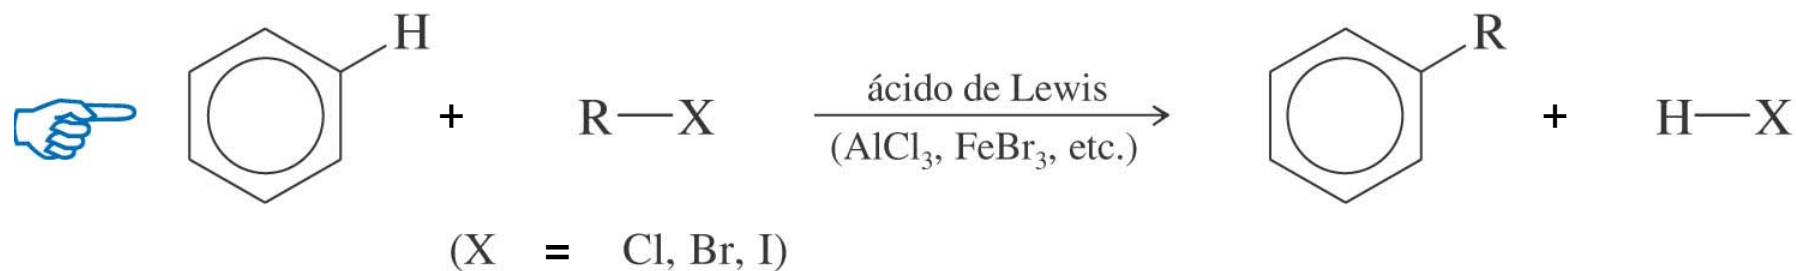 H R
+ R—X ácido de Lewis + H—X
(AlCl₃, FeBr₃, etc.)
(X = Cl, Br, I)